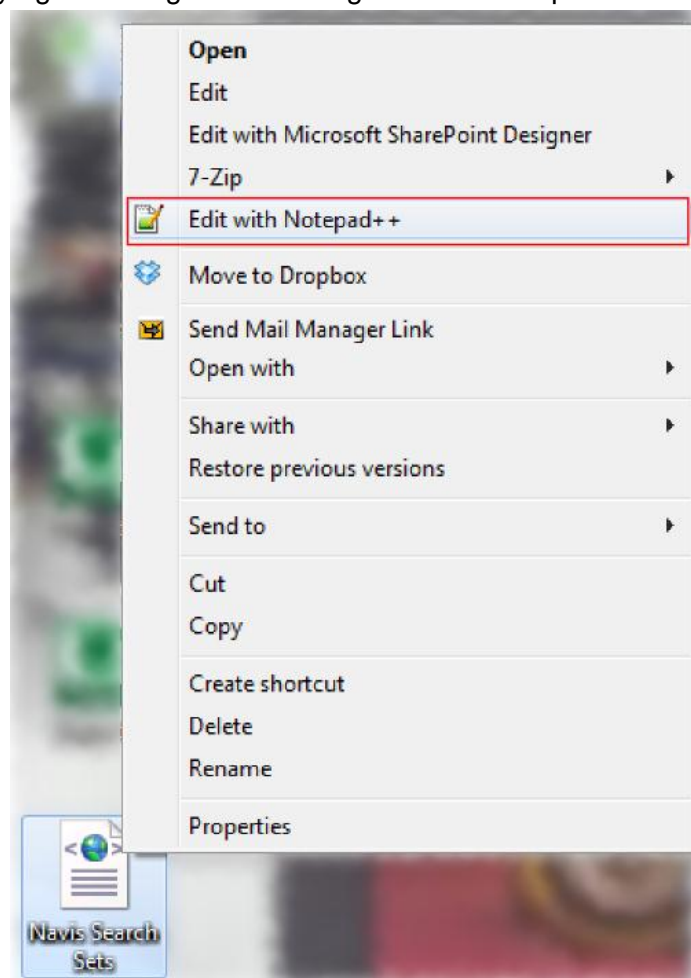 Open
Edit
Edit with Microsoft SharePoint Designer
7-Zip
Edit with Notepad++
Move to Dropbox
Send Mail Manager Link
Open with
Share with
Restore previous versions
Send to
Cut
Copy
Create shortcut
Delete
Rename
Properties
Navis Search
Sets